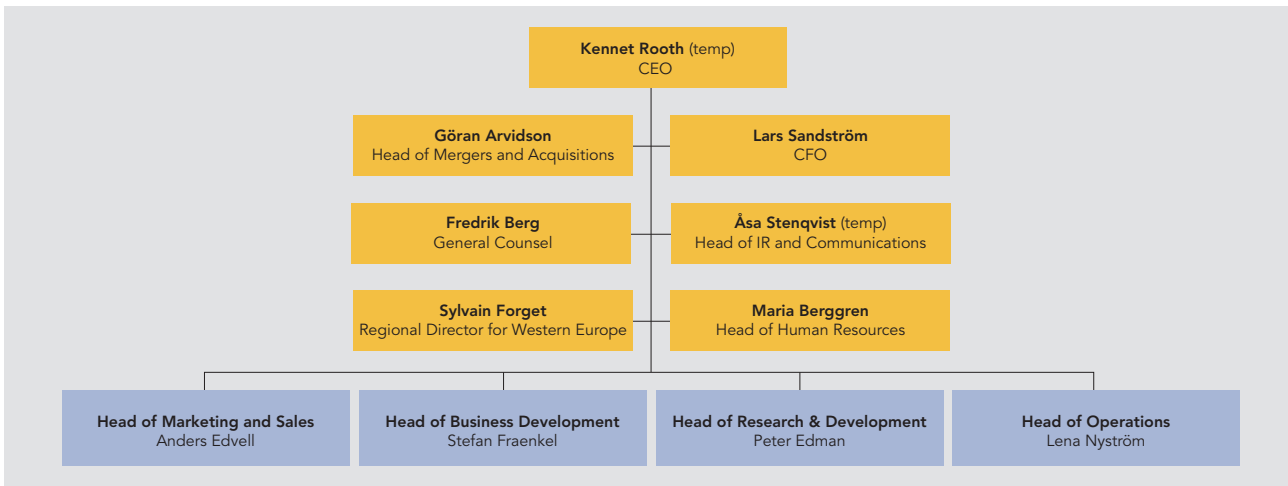 Kennet Rooth (temp)
CEO
Göran Arvidson
Head of Mergers and Acquisitions
Lars Sandström
CFO
Fredrik Berg
General Counsel
Åsa Stenqvist (temp)
Head of IR and Communications
Sylvain Forget
Regional Director for Western Europe
Maria Berggren
Head of Human Resources
Head of Marketing and Sales
Anders Edvell
Head of Business Development
Stefan Fraenkel
Head of Research & Development
Peter Edman
Head of Operations
Lena Nyström